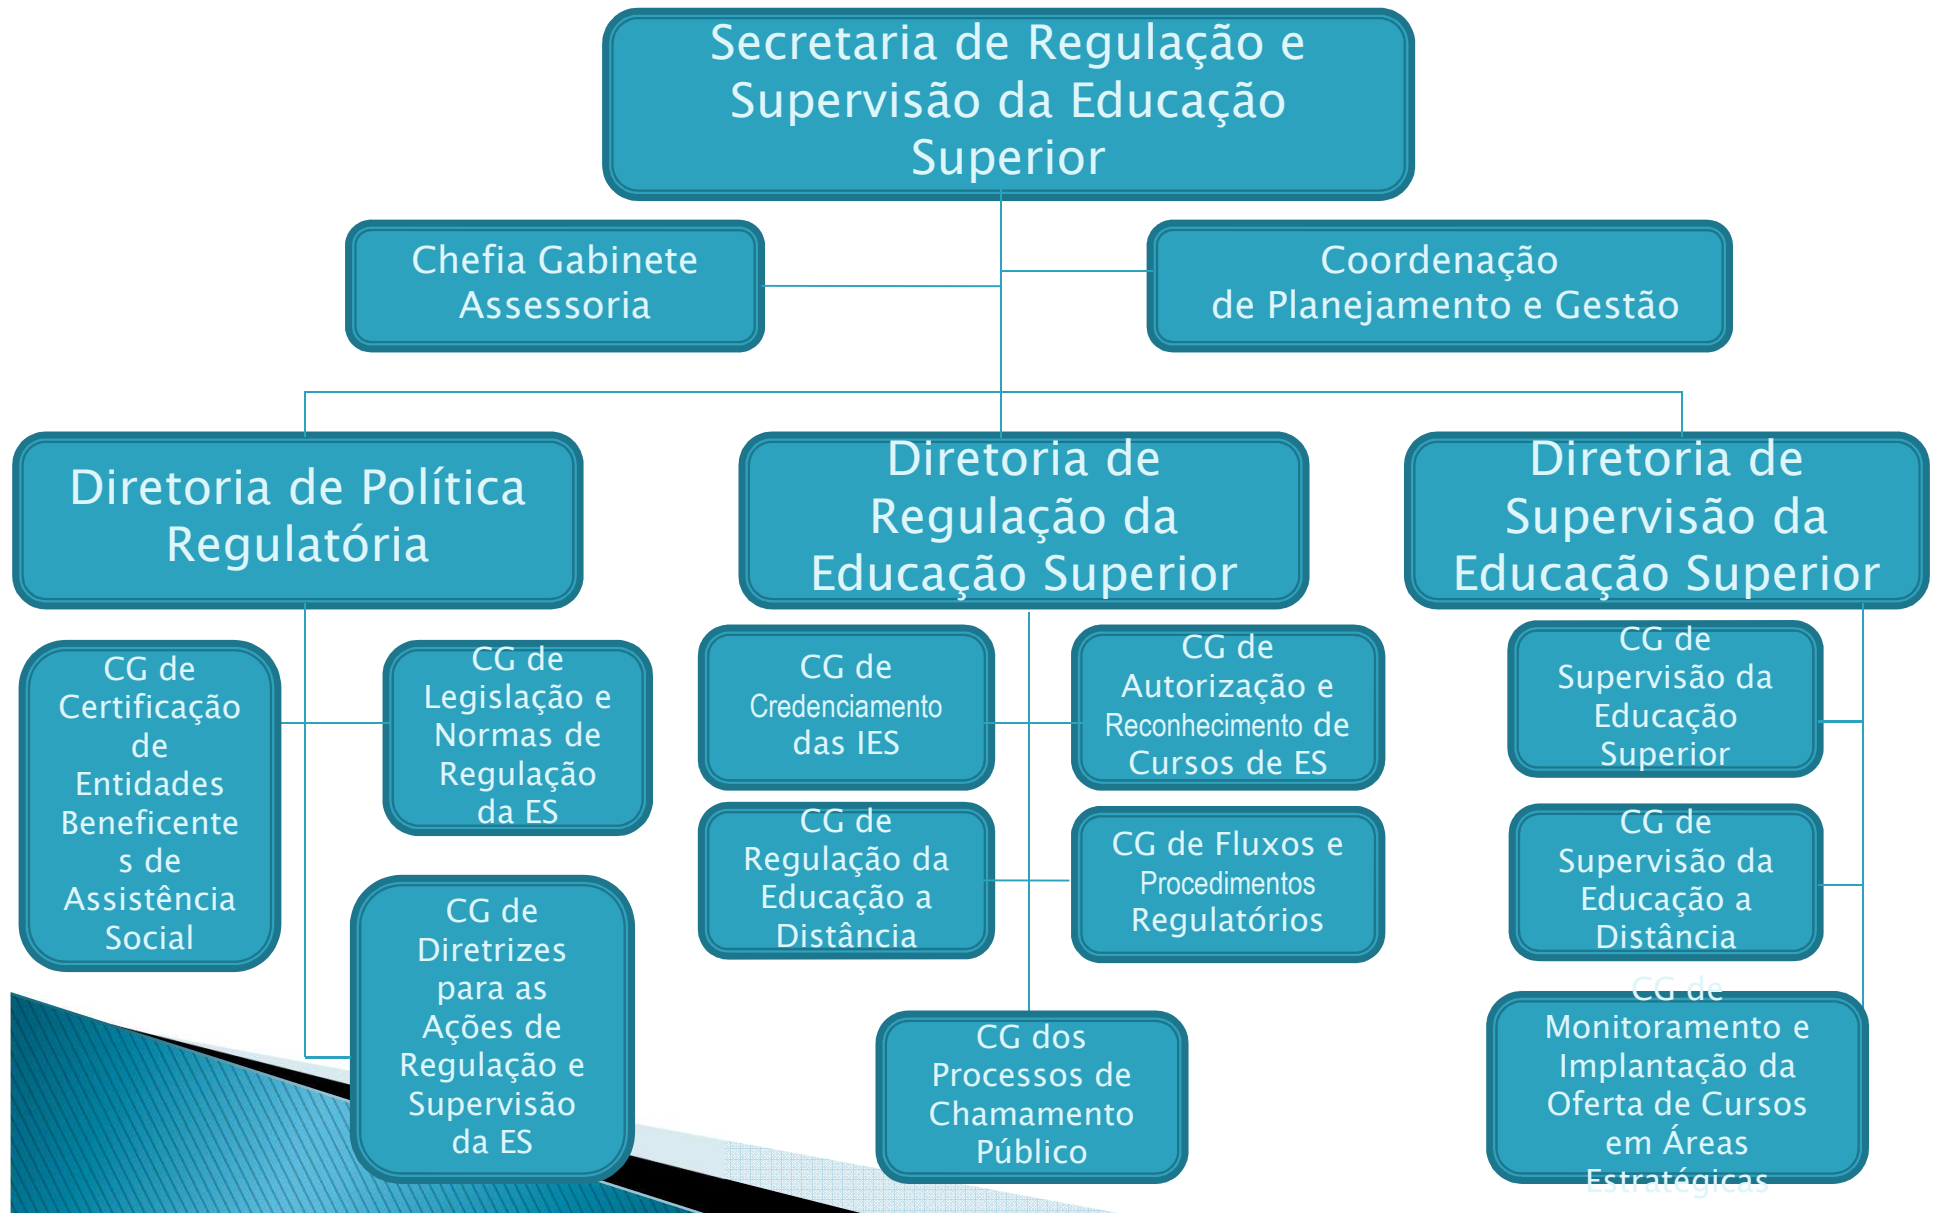 Secretaria de Regulação e
Supervisão da Educação
Superior
Chefia Gabinete
Assessoria
Coordenação
de Planejamento e Gestão
Diretoria de Política
Regulatória
Diretoria de
Regulação da
Educação Superior
Diretoria de
Supervisão da
Educação Superior
CG de
Certificação
de
Entidades
Beneficente
s de
Assistência
Social
CG de
Legislação e
Normas de
Regulação
da ES
CG de
Diretrizes
para as
Ações de
Regulação e
Supervisão
da ES
CG de
Credenciamento
das IES
CG de
Autorização e
Reconhecimento de
Cursos de ES
CG de
Regulação da
Educação a
Distância
CG de Fluxos e
Procedimentos
Regulatórios
CG dos
Processos de
Chamamento
Público
CG de
Supervisão da
Educação
Superior
CG de
Supervisão da
Educação a
Distância
CG de
Monitoramento e
Implantação da
Oferta de Cursos
em Áreas
Estratégicas